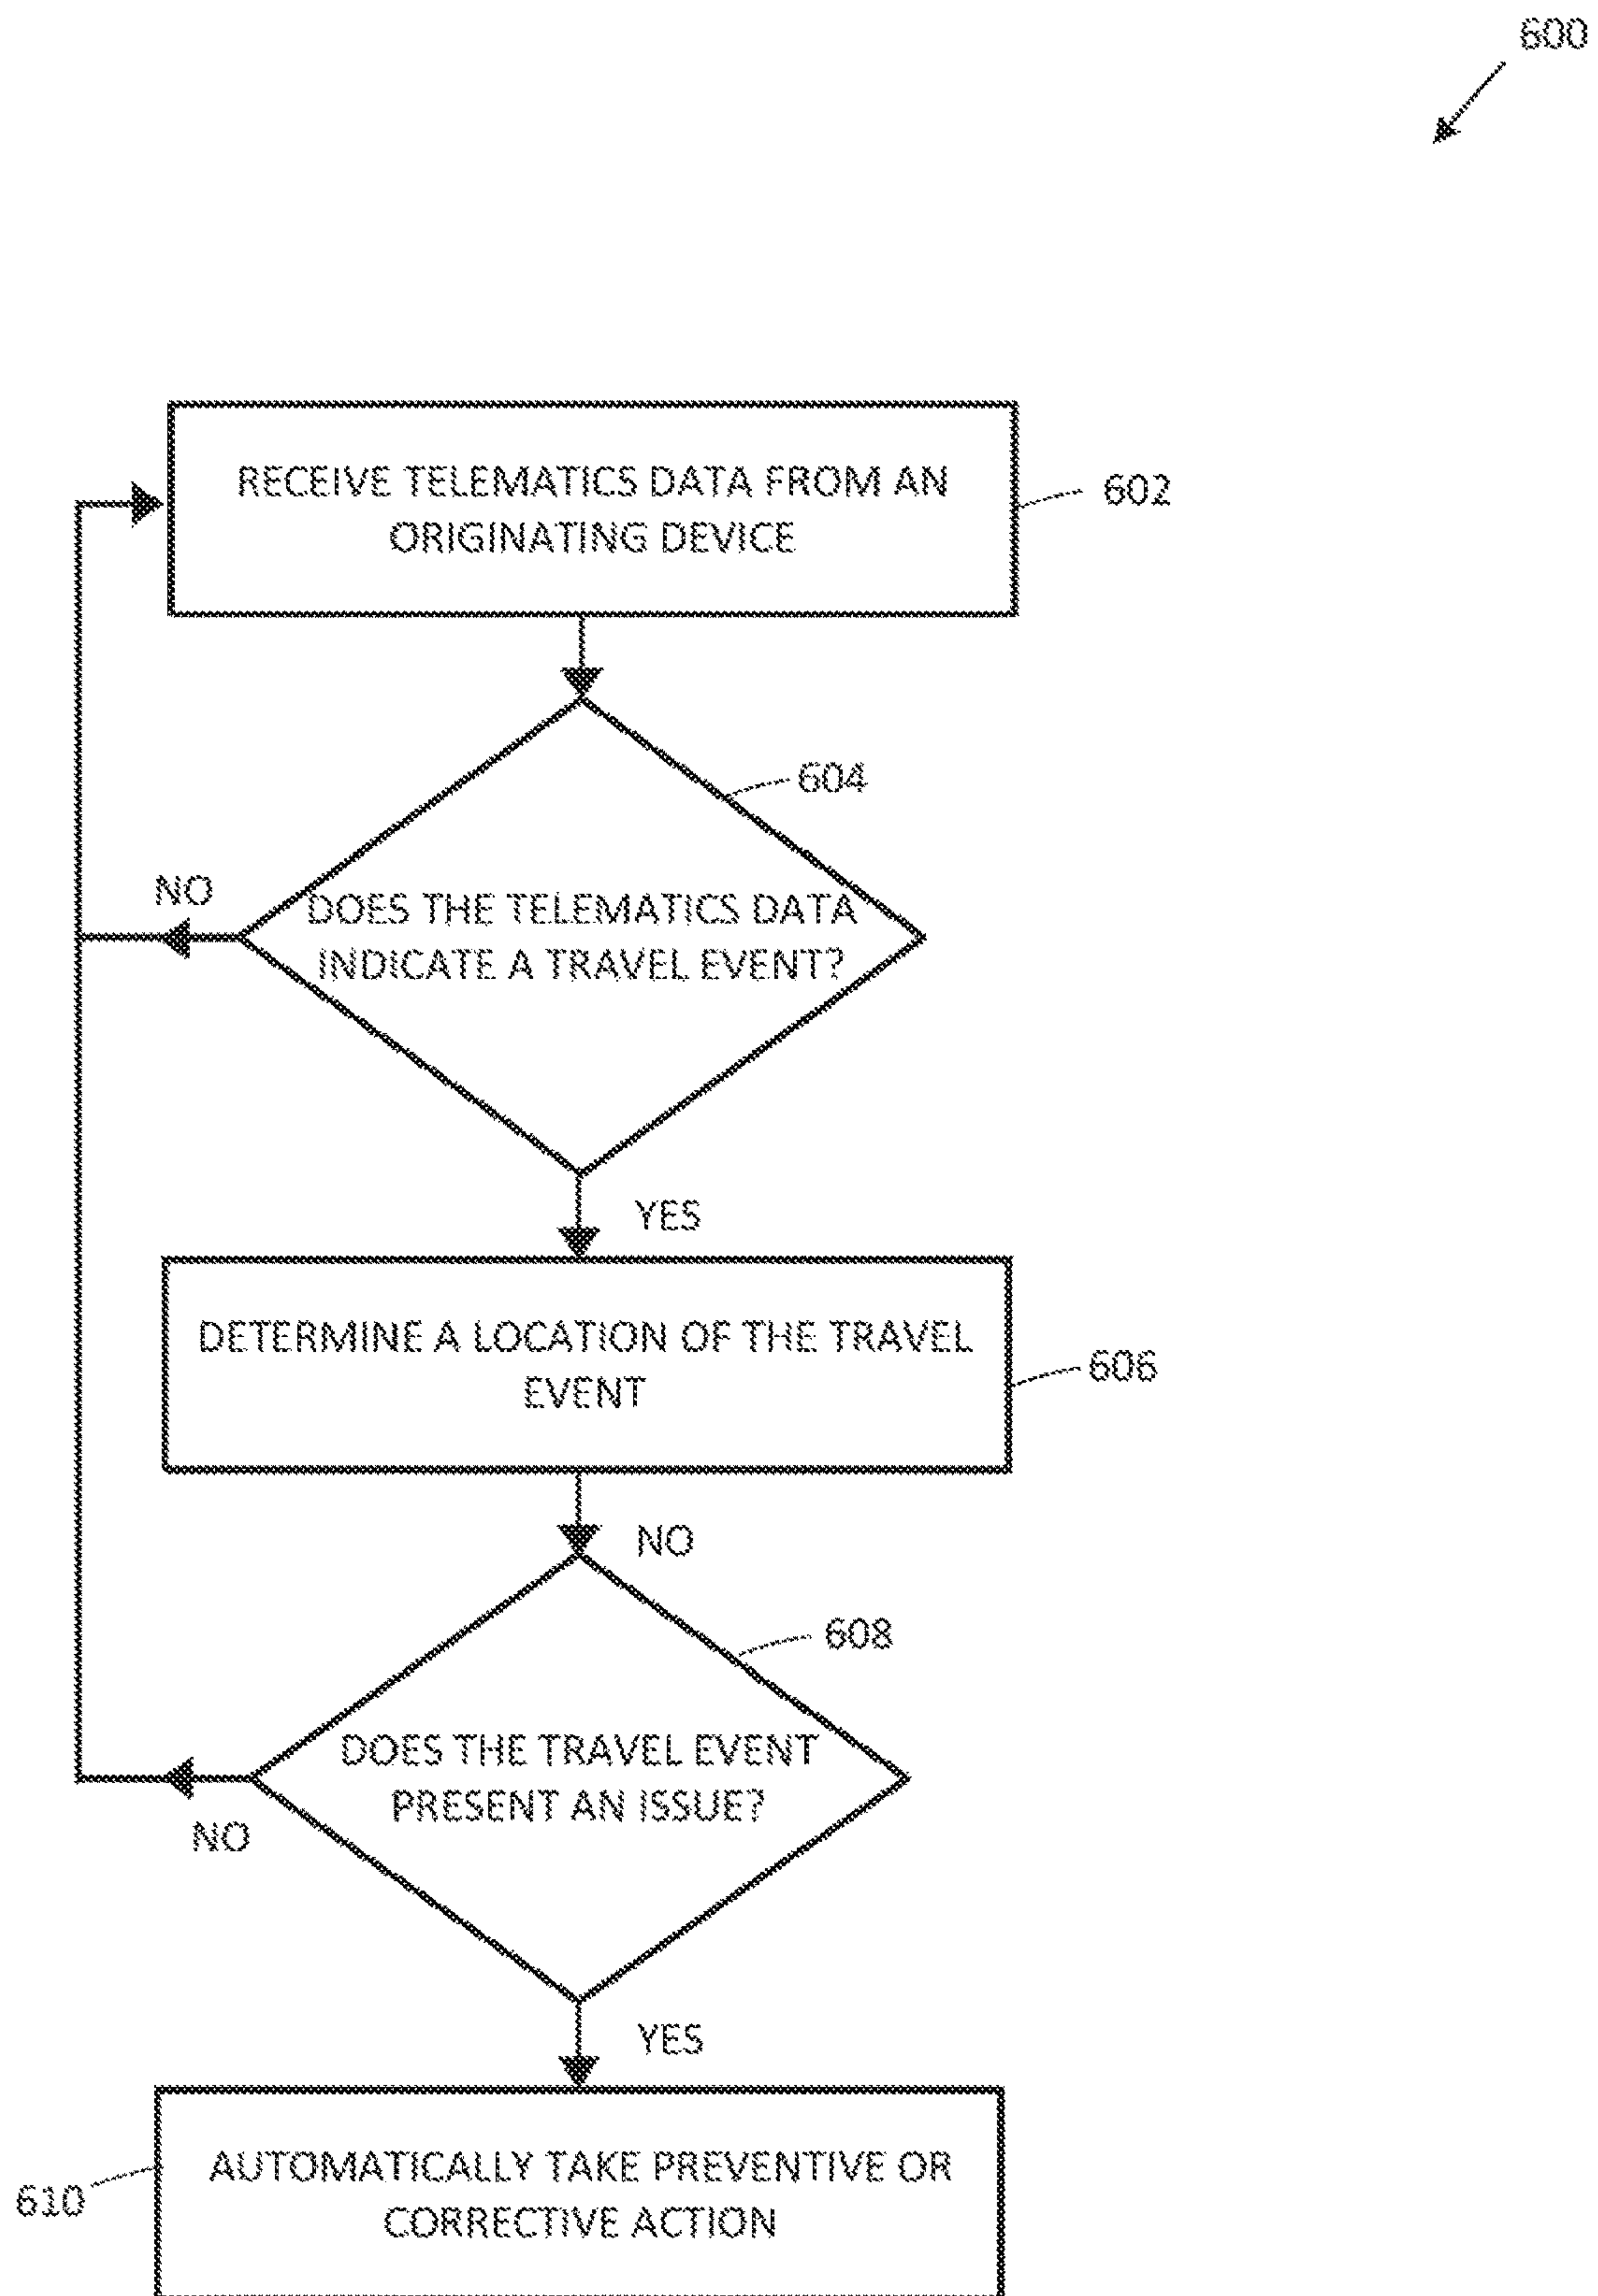 600
RECEIVE TELEMATICS DATA FROM AN
ORIGINATING DEVICE
602
604
NO
DOES THE TELEMATICS DATA
INDICATE A TRAVEL EVENT?
YES
DETERMINE A LOCATION OF THE TRAVEL
EVENT
606
NO
608
DOES THE TRAVEL EVENT
PRESENT AN ISSUE?
NO
YES
AUTOMATICALLY TAKE PREVENTIVE OR
CORRECTIVE ACTION
610